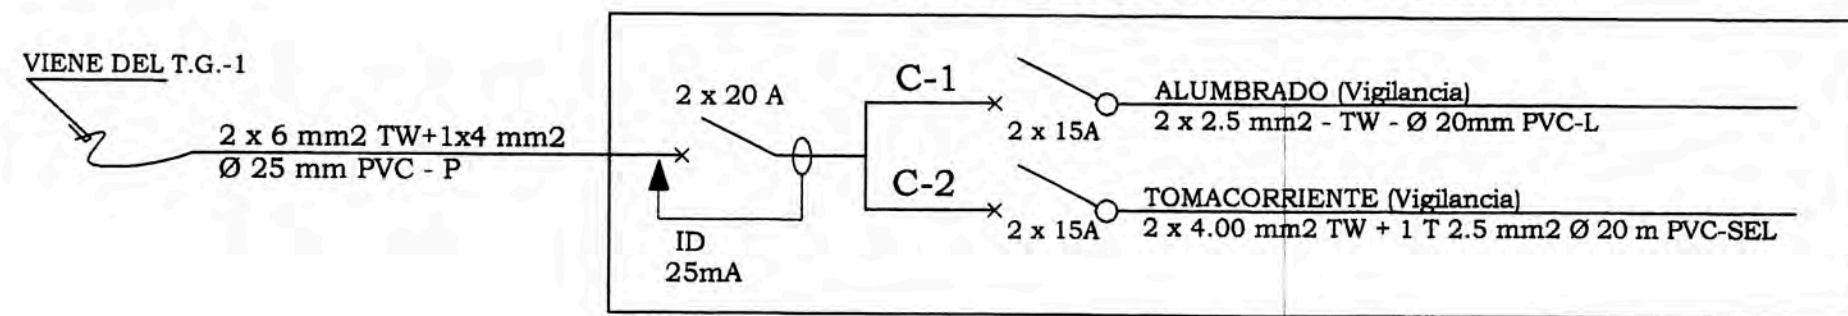 VIENE DEL T.G.-1
2 x 6 mm2 TW+1x4 mm2
Ø 25 mm PVC - P
2 x 20 A
ID
25mA
C-1
2 x 15A
ALUMBRADO (Vigilancia)
2 x 2.5 mm2 - TW - Ø 20mm PVC-L
C-2
2 x 15A
TOMACORRIENTE (Vigilancia)
2 x 4.00 mm2 TW + 1 T 2.5 mm2 Ø 20 m PVC-SEL